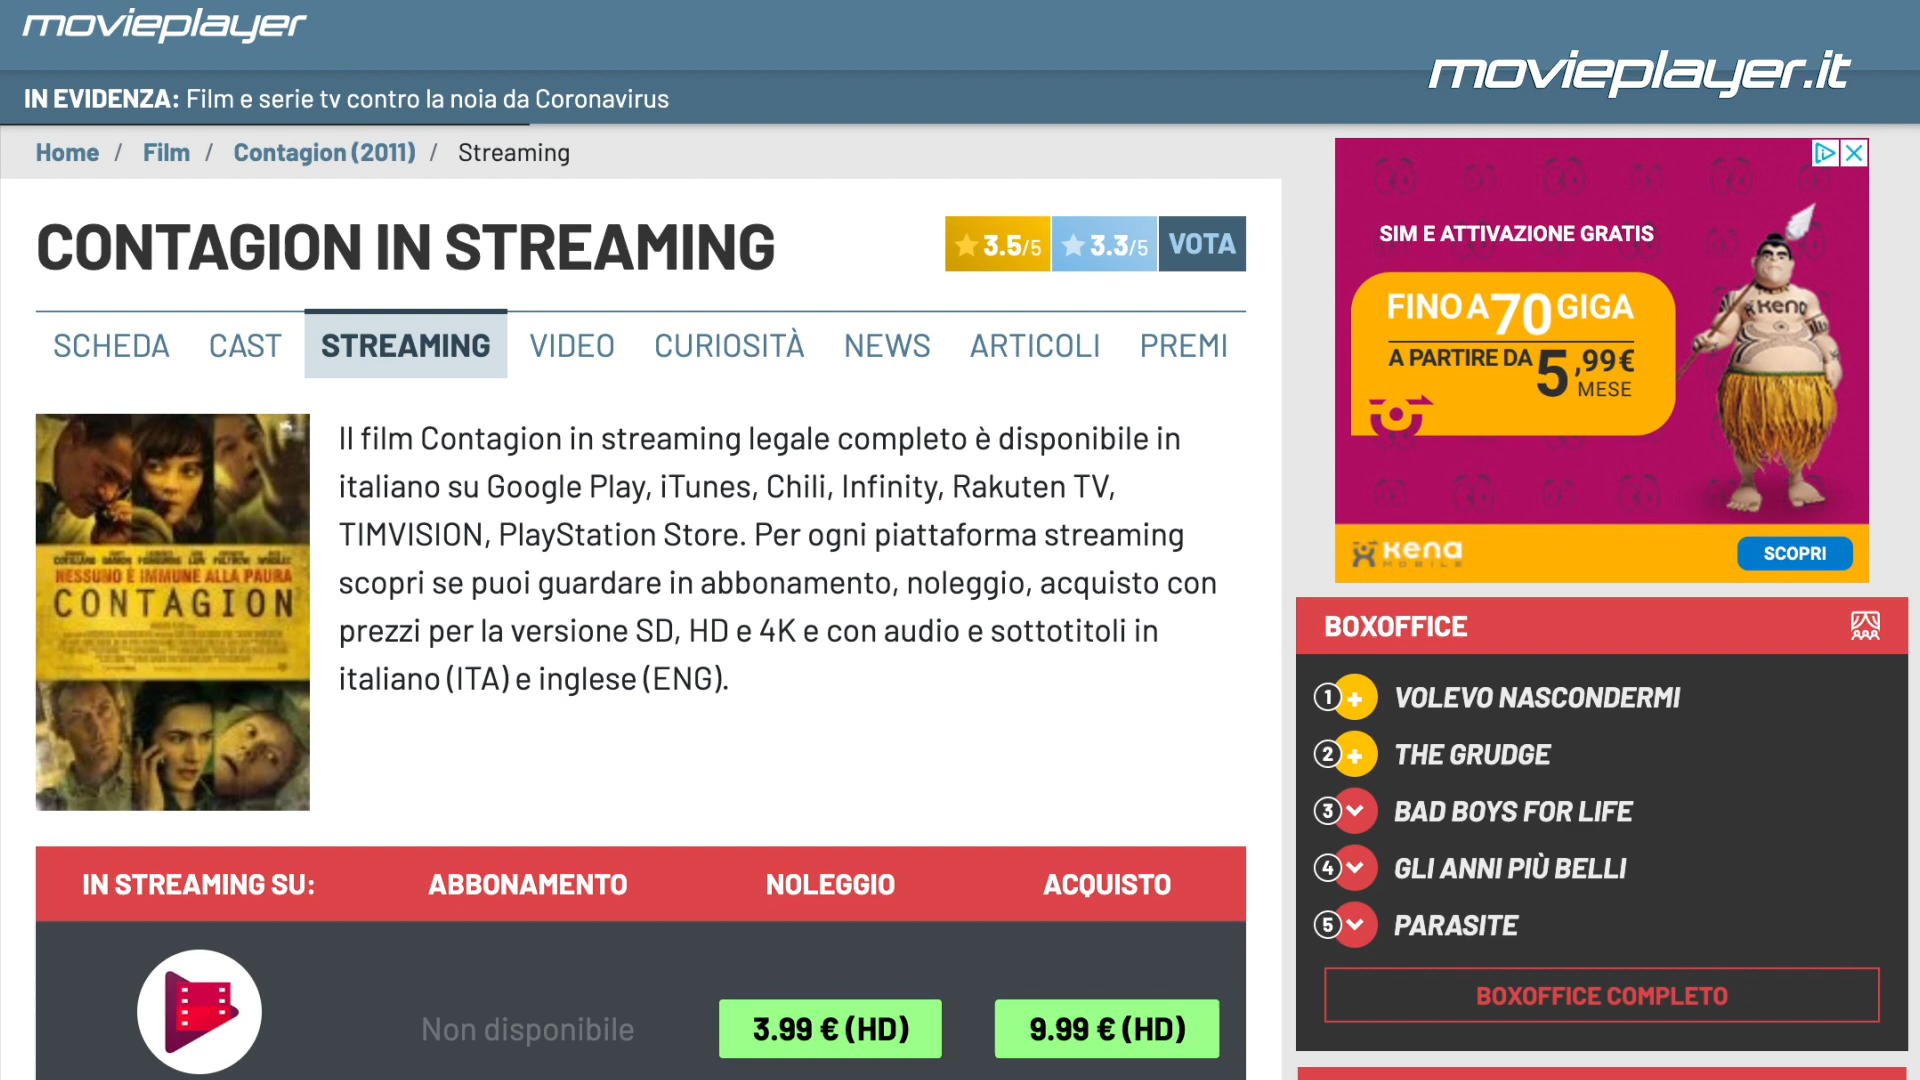 movieplayer
movieplayer.it
IN EVIDENZA: Film e serie tv contro la noia da Coronavirus
Home / Film / Contagion (2011) / Streaming
CONTAGION IN STREAMING
3.5/5
3.3/5
VOTA
SCHEDA CAST STREAMING VIDEO CURIOSITÀ NEWS ARTICOLI PREMI
NESSUNO È IMMUNE ALLA PAURA
CONTAGION
Il film Contagion in streaming legale completo è disponibile in
italiano su Google Play, iTunes, Chili, Infinity, Rakuten TV,
TIMVISION, PlayStation Store. Per ogni piattaforma streaming
scopri se puoi guardare in abbonamento, noleggio, acquisto con
prezzi per la versione SD, HD e 4K e con audio e sottotitoli in
italiano (ITA) e inglese (ENG).
IN STREAMING SU: ABBONAMENTO NOLEGGIO ACQUISTO
Non disponibile 3.99 € (HD) 9.99 € (HD)
SIM E ATTIVAZIONE GRATIS
FINO A 70 GIGA
A PARTIRE DA 5,99€
MESE
KENA
KENA
MOBILE
SCOPRI
BOXOFFICE
1 VOLEVO NASCONDERMI
2 THE GRUDGE
3 BAD BOYS FOR LIFE
4 GLI ANNI PIÙ BELLI
5 PARASITE
BOXOFFICE COMPLETO